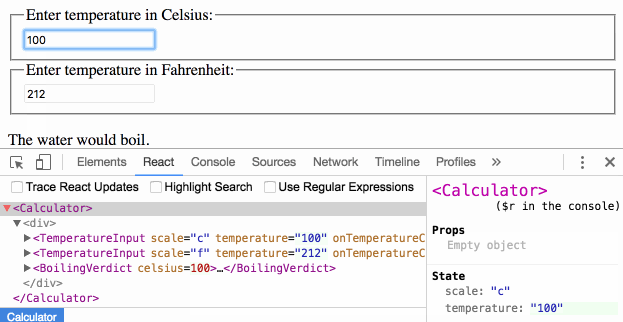 Enter temperature in Celsius:
100
Enter temperature in Fahrenheit:
212
The water would boil.
Elements React Console Sources Network Timeline Profiles »
Trace React Updates Highlight Search Use Regular Expressions
<Calculator>
<div>
<TemperatureInput scale="c" temperature="100" onTemperatureC
<TemperatureInput scale="f" temperature="212" onTemperatureC
<BoilingVerdict celsius=100>…</BoilingVerdict>
</div>
</Calculator>
Calculator
<Calculator>
($r in the console)
Props
Empty object
State
scale: "c"
temperature: "100"